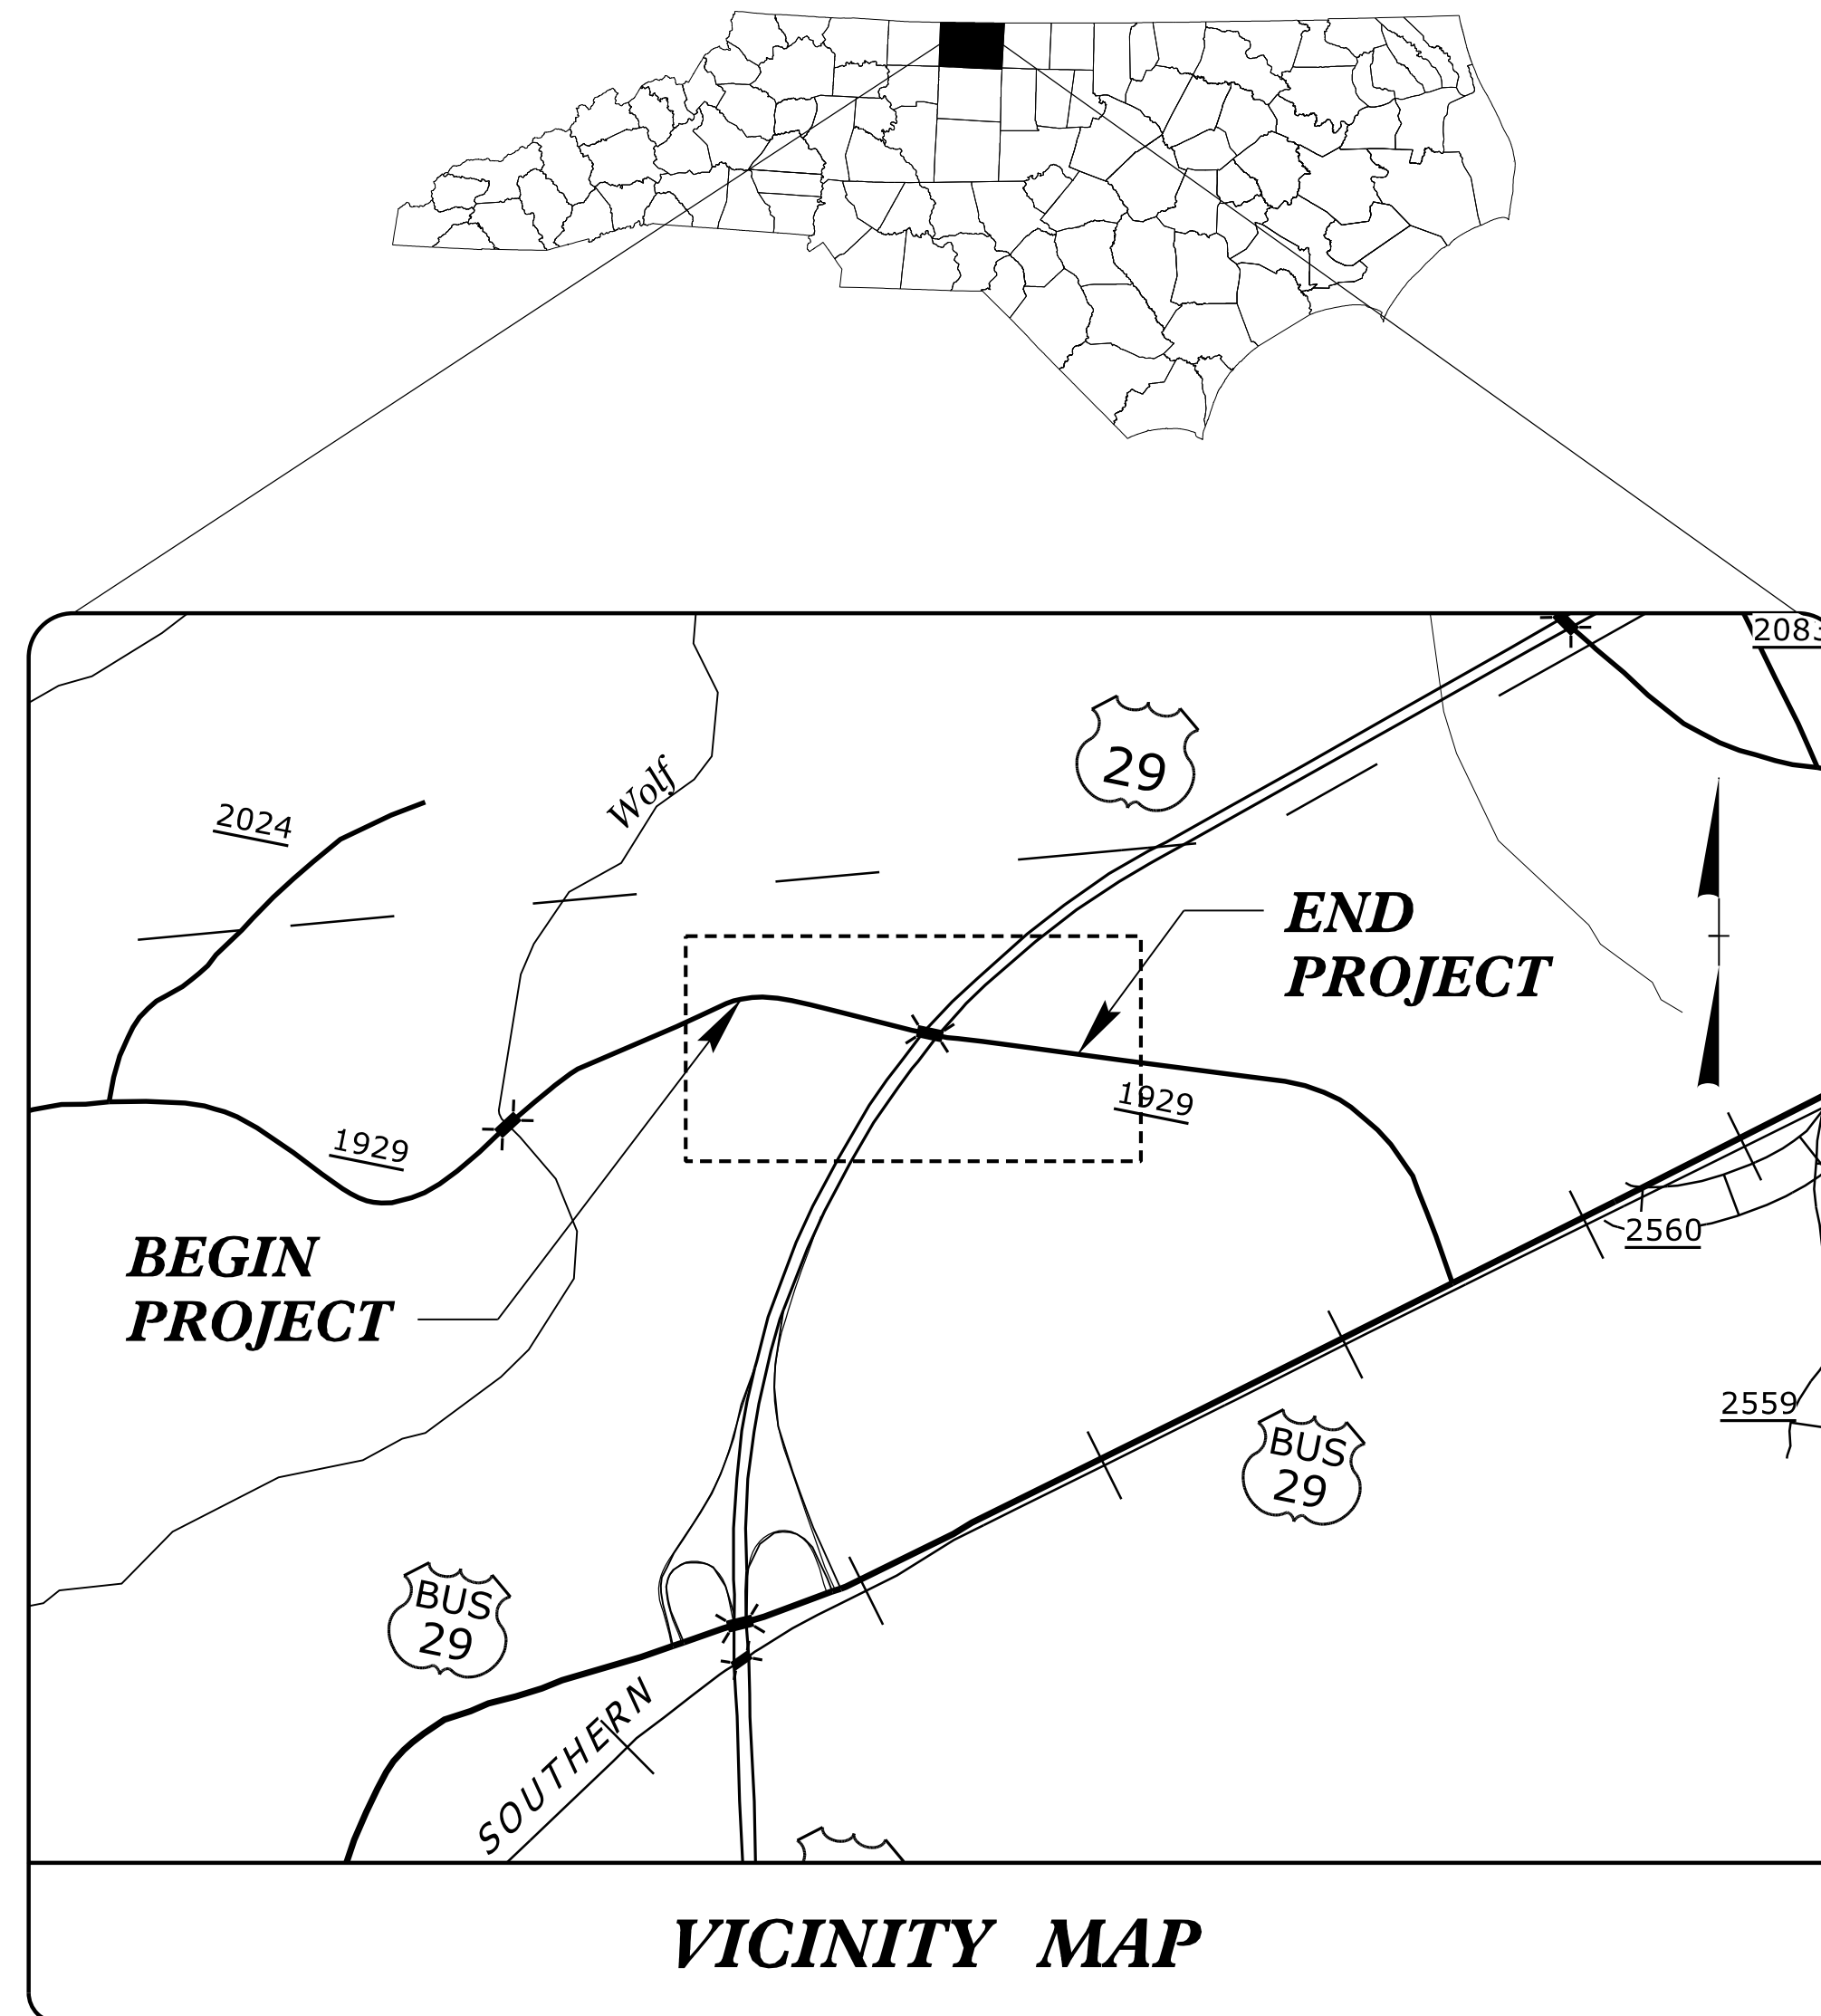 2083
29
Wolf
2024
END
PROJECT
1929
1929
BEGIN
PROJECT
2560
2559
BUS
29
BUS
29
SOUTHERN
VICINITY MAP